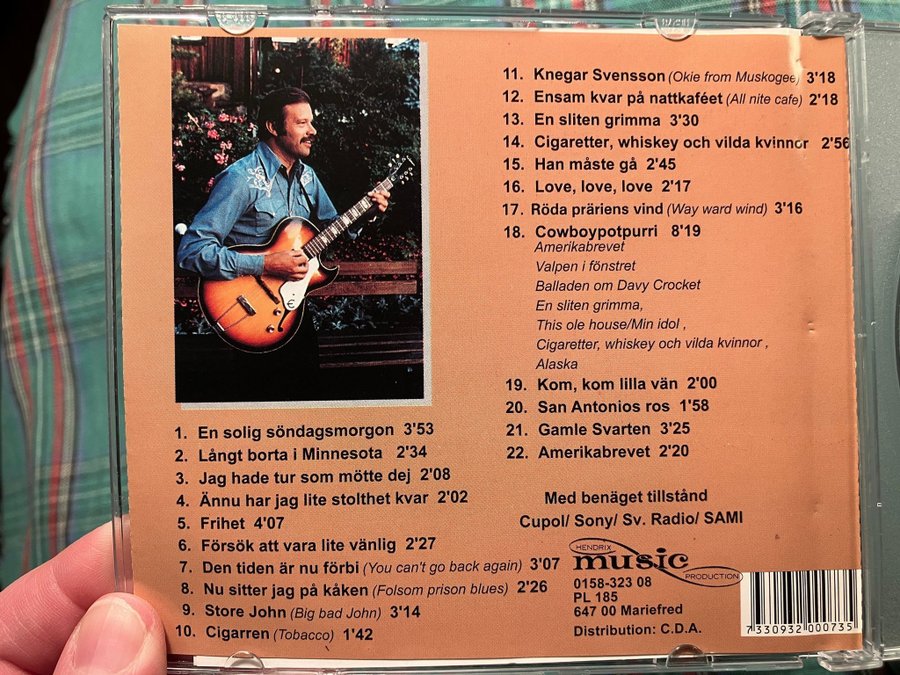 1. En solig söndagsmorgon 3'53
2. Långt borta i Minnesota 2'34
3. Jag hade tur som mötte dej 2'08
4. Ännu har jag lite stolthet kvar 2'02
5. Frihet 4'07
6. Försök att vara lite vänlig 2'27
7. Den tiden är nu förbi (You can't go back again) 3'07
8. Nu sitter jag på kåken (Folsom prison blues) 2'26
9. Store John (Big bad John) 3'14
10. Cigarren (Tobacco) 1'42
11. Knegar Svensson (Okie from Muskogee) 3'18
12. Ensam kvar på nattkaféet (All nite cafe) 2'18
13. En sliten grimma 3'30
14. Cigaretter, whiskey och vilda kvinnor 2'56
15. Han måste gå 2'45
16. Love, love, love 2'17
17. Röda präriens vind (Way ward wind) 3'16
18. Cowboypotpurri 8'19
Amerikabrevet
Valpen i fönstret
Balladen om Davy Crocket
En sliten grimma,
This ole house/Min idol ,
Cigaretter, whiskey och vilda kvinnor ,
Alaska
19. Kom, kom lilla vän 2'00
20. San Antonios ros 1'58
21. Gamle Svarten 3'25
22. Amerikabrevet 2'20
Med benäget tillstånd
Cupol/ Sony/ Sv. Radio/ SAMI
HENDRIX
music
PRODUCTION
0158-323 08
PL 185
647 00 Mariefred
Distribution: C.D.A.
7 330932 000735